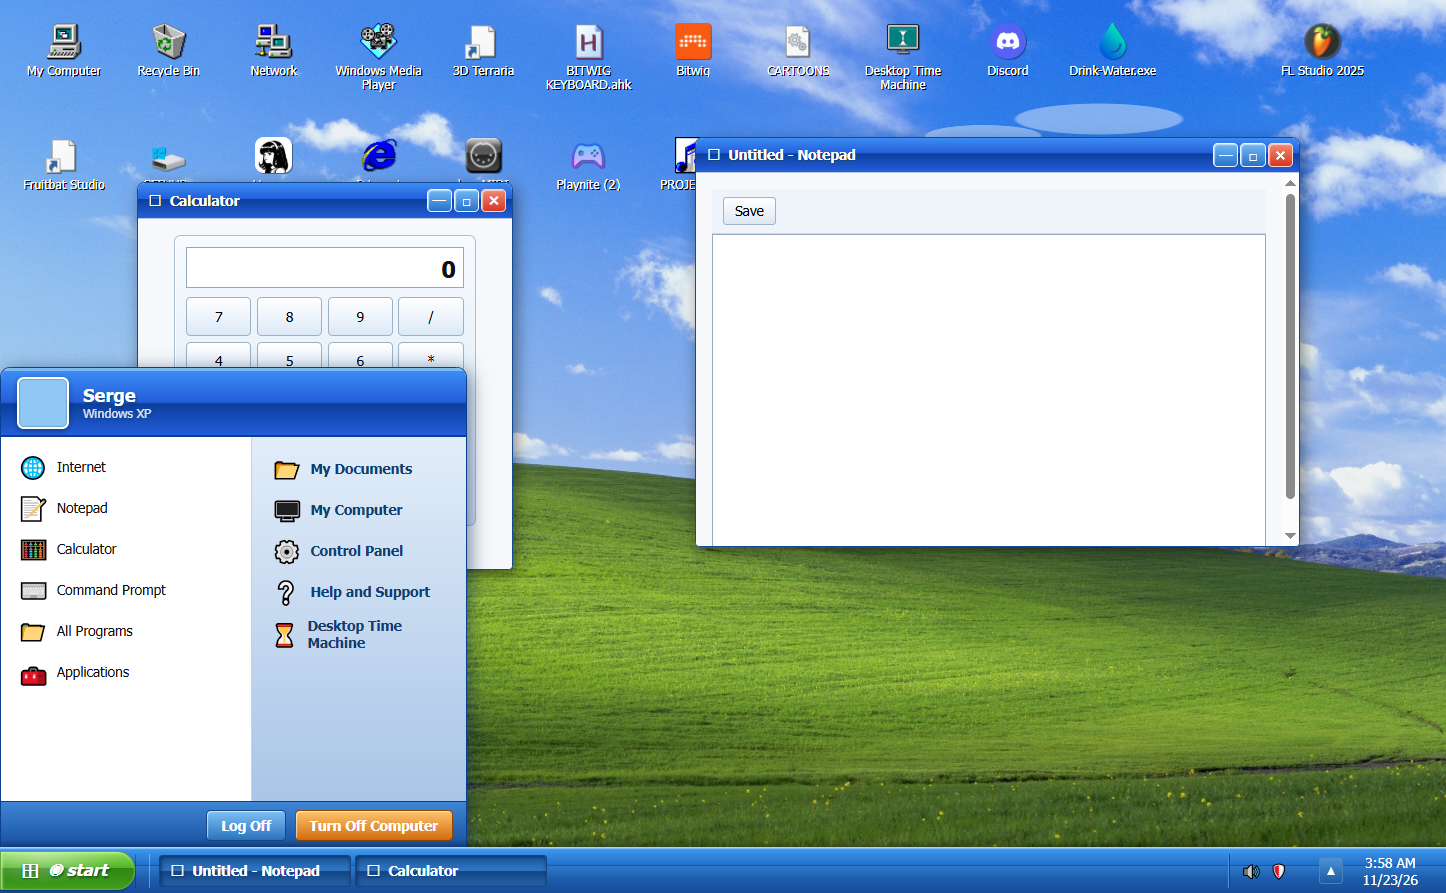 My Computer
Recycle Bin
Network
Windows Media
Player
3D Terraria
BITWIG
KEYBOARD.ahk
Bitwig
CARTOONS
Desktop Time
Machine
Discord
Drink-Water.exe
FL Studio 2025
Fruitbat Studio
Playnite (2)
Untitled - Notepad
Save
Calculator
0
7
8
9
/
4
5
6
*
Serge
Windows XP
Internet
Notepad
Calculator
Command Prompt
All Programs
Applications
My Documents
My Computer
Control Panel
Help and Support
Desktop Time
Machine
Log Off
Turn Off Computer
start
Untitled - Notepad
Calculator
3:58 AM
11/23/26